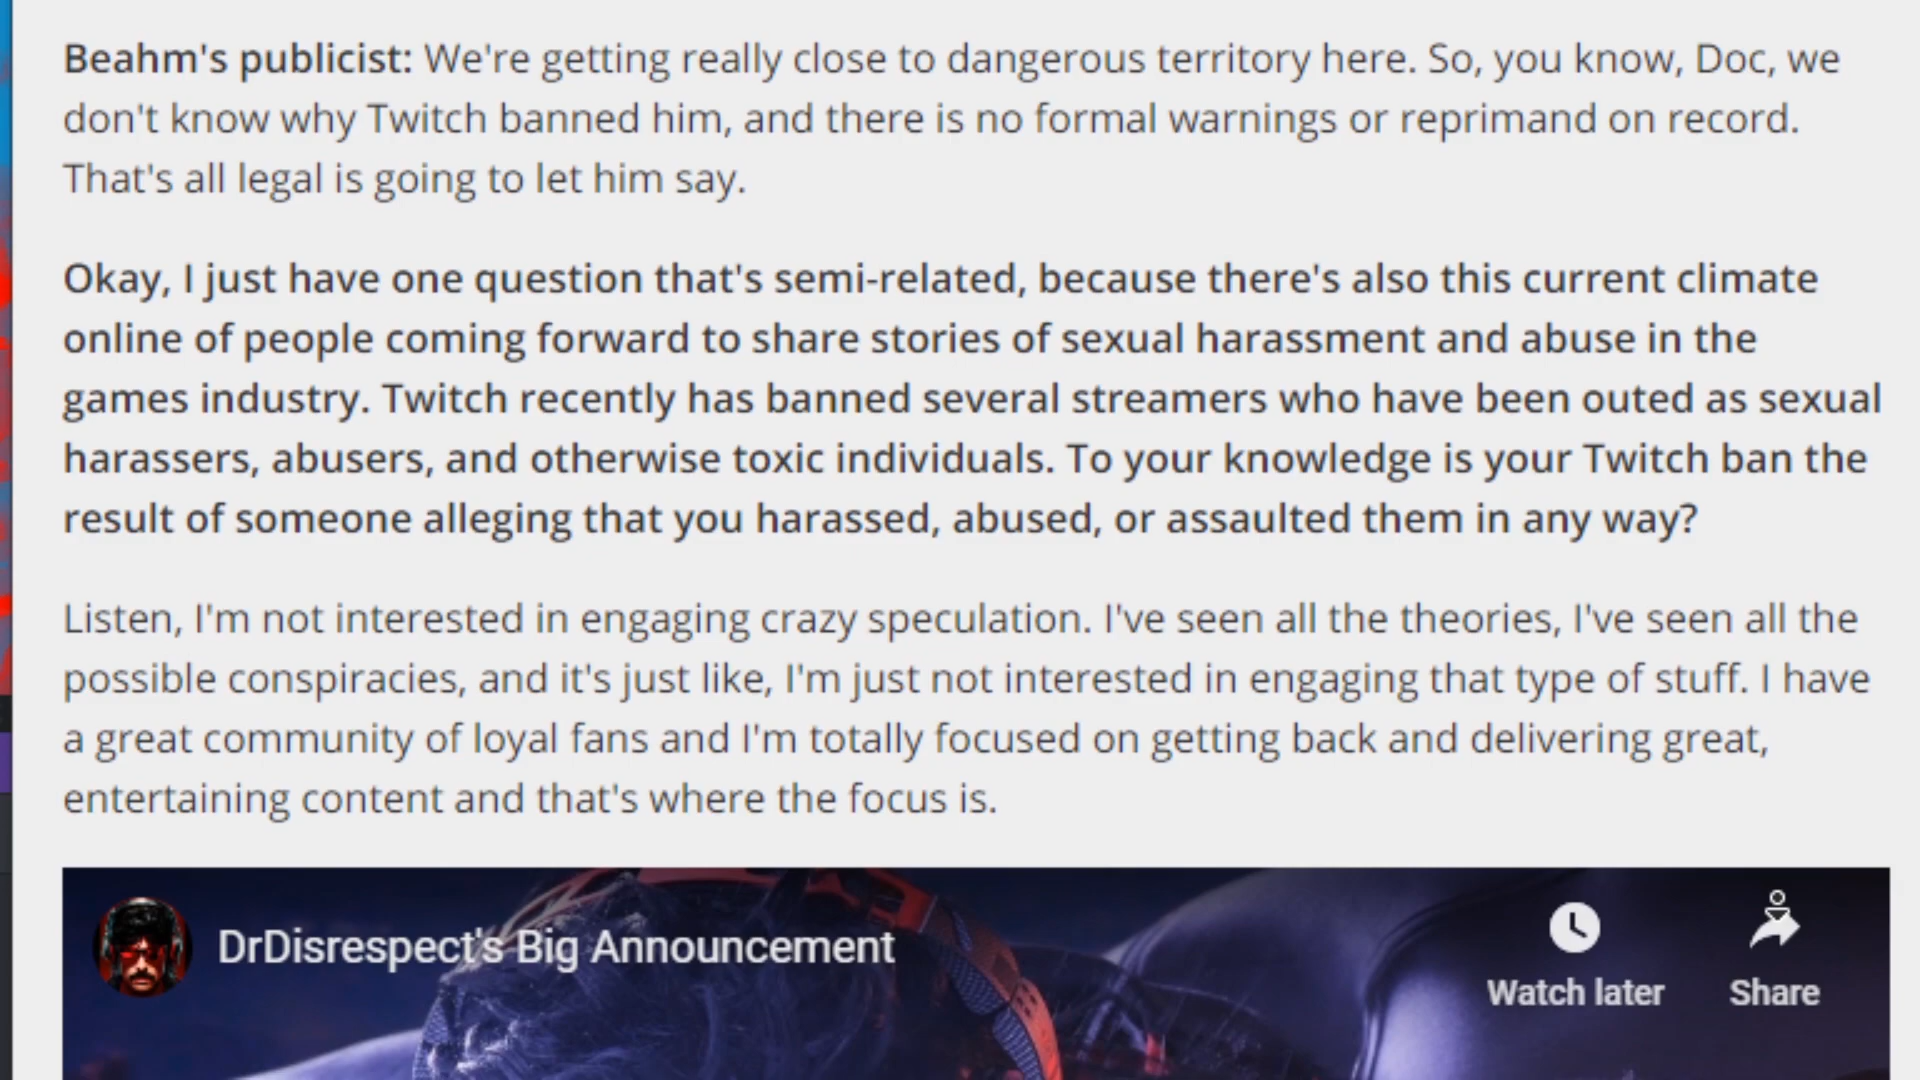 Beahm's publicist: We're getting really close to dangerous territory here. So, you know, Doc, we
don't know why Twitch banned him, and there is no formal warnings or reprimand on record.
That's all legal is going to let him say.
Okay, I just have one question that's semi-related, because there's also this current climate
online of people coming forward to share stories of sexual harassment and abuse in the
games industry. Twitch recently has banned several streamers who have been outed as sexual
harassers, abusers, and otherwise toxic individuals. To your knowledge is your Twitch ban the
result of someone alleging that you harassed, abused, or assaulted them in any way?
Listen, I'm not interested in engaging crazy speculation. I've seen all the theories, I've seen all the
possible conspiracies, and it's just like, I'm just not interested in engaging that type of stuff. I have
a great community of loyal fans and I'm totally focused on getting back and delivering great,
entertaining content and that's where the focus is.
DrDisrespect's Big Announcement
Watch later
Share